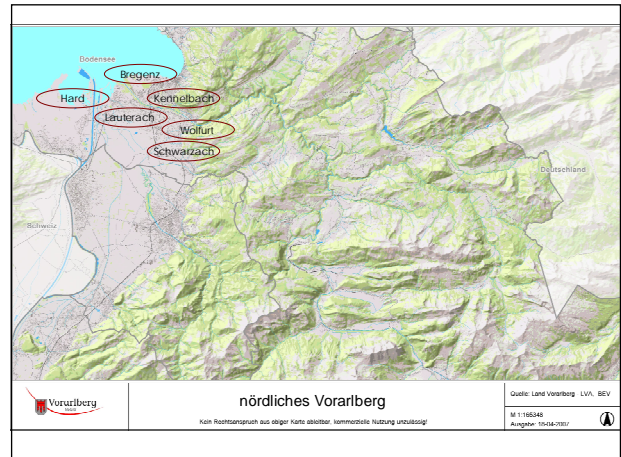 Bodensee
Bregenz
Hard
Kennelbach
Lauterach
Wolfurt
Schwarzach
Deutschland
Schweiz
Vorarlberg
nördliches Vorarlberg
Kein Rechtsanspruch aus obiger Karte ableitbar, kommerzielle Nutzung unzulässig!
Quelle: Land Vorarlberg LVA, BEV
M 1:165348
Ausgabe: 16-04-2007